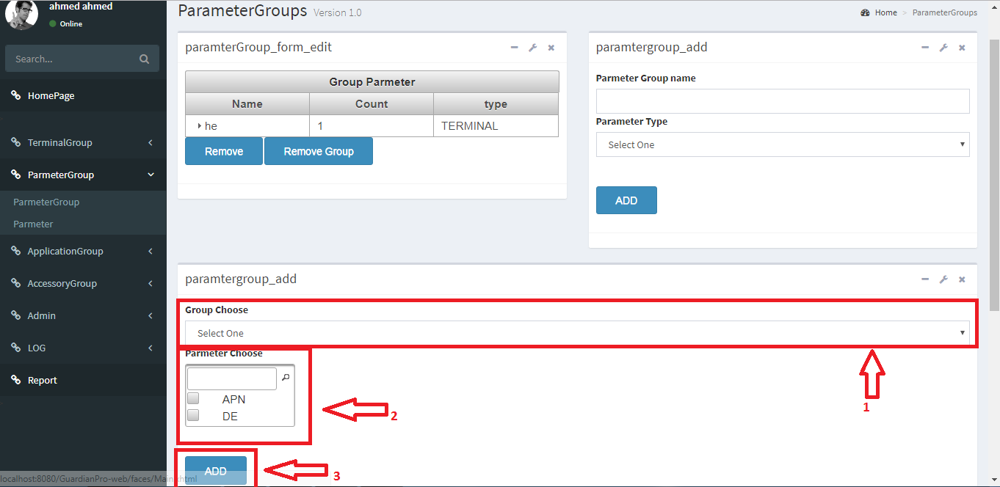 ahmed ahmed
Online
Search...
HomePage
TerminalGroup
ParmeterGroup
ParmeterGroup
Parmeter
ApplicationGroup
AccessoryGroup
Admin
LOG
Report
ParameterGroups Version 1.0
Home > ParameterGroups
paramterGroup_form_edit
Group Parmeter
Name Count type
he 1 TERMINAL
Remove Remove Group
paramtergroup_add
Parmeter Group name
Parameter Type
Select One
ADD
paramtergroup_add
Group Choose
Select One
1
Parmeter Choose
APN
DE
2
ADD
3
localhost:8080/GuardianPro-web/faces/Main.xhtml